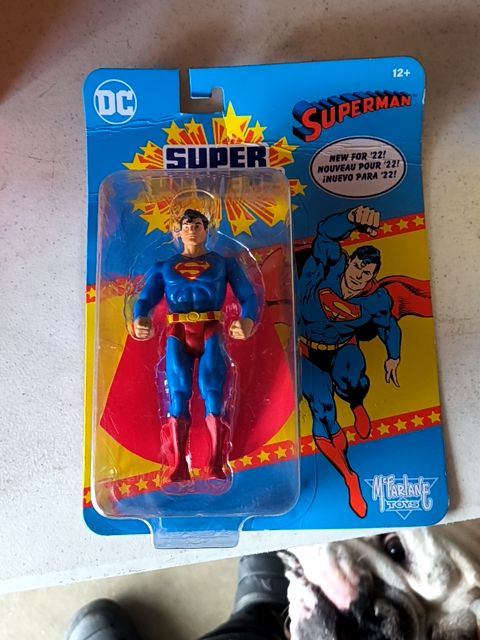 DC
12+
SUPERMAN
SUPER
NEW FOR '22!
NOUVEAU POUR '22!
¡NUEVO PARA '22!
McFARLANE
TOYS